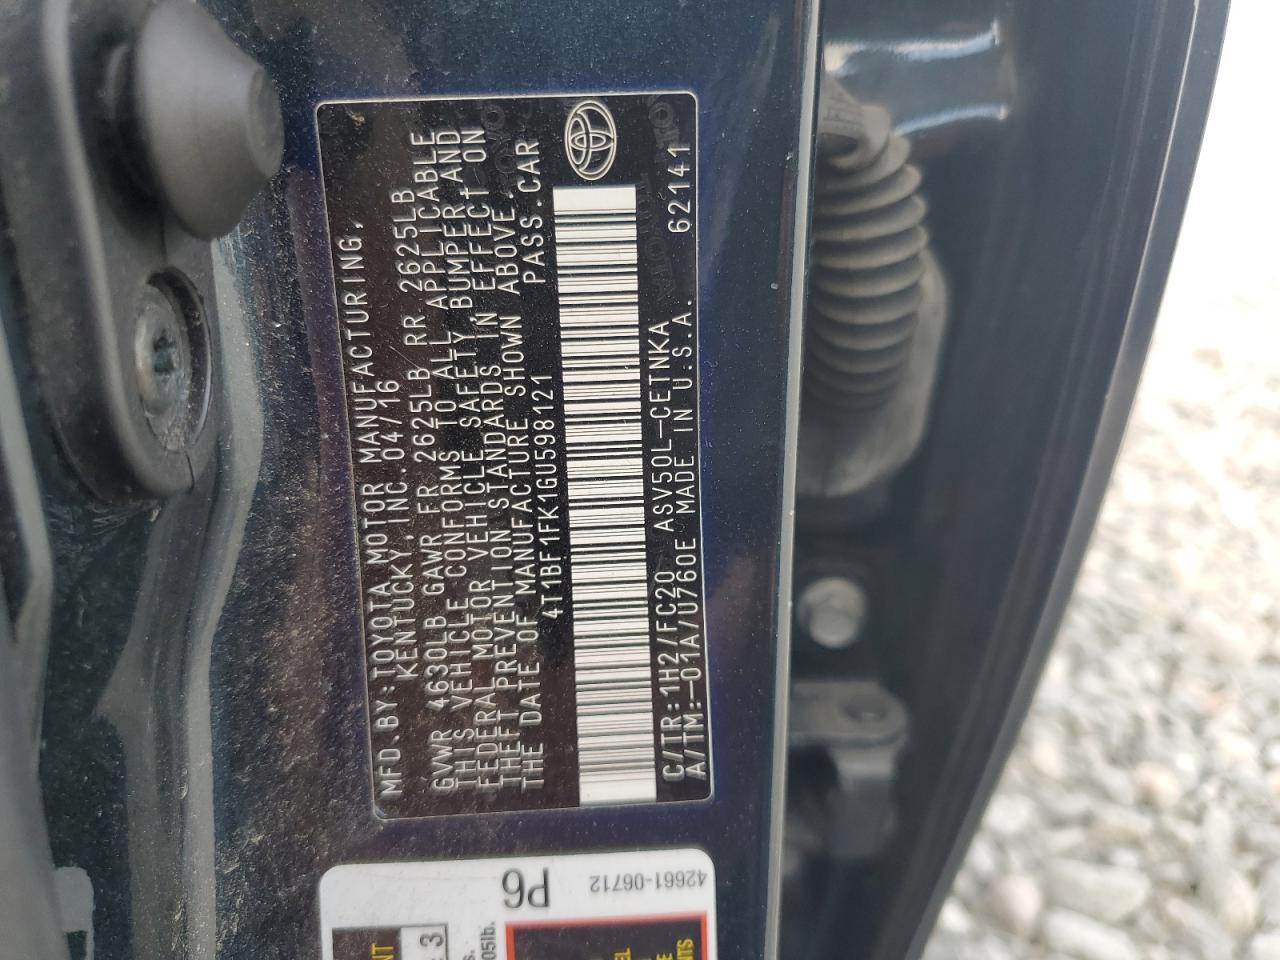 MFD.BY:TOYOTA MOTOR MANUFACTURING,
KENTUCKY,INC.04/16
GVWR 4630LB GAWR FR 2625LB RR 2625LB
THIS VEHICLE CONFORMS TO ALL APPLICABLE
FEDERAL MOTOR VEHICLE SAFETY,BUMPER,AND
THEFT PREVENTION STANDARDS IN EFFECT ON
THE DATE OF MANUFACTURE SHOWN ABOVE.
4T1BF1FK1GU598121 PASS.CAR
C/TR:1H2/FC20 ASV50L-CETNKA 62141
A/TM:-01A/U760E MADE IN U.S.A.
P6
42661-06712
3
05lb.